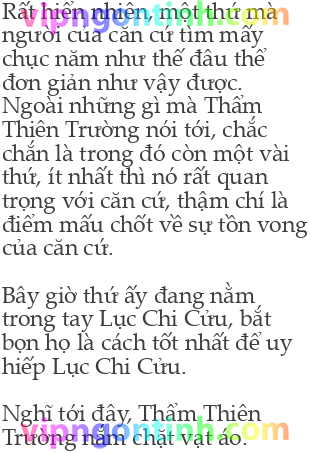 Rất hiển nhiên, một thứ mà
người của căn cứ tìm mấy
chục năm như thế đâu thể
đơn giản như vậy được.
Ngoài những gì mà Thẩm
Thiên Trường nói tới, chắc
chắn là trong đó còn một vài
thứ, ít nhất thì nó rất quan
trọng với căn cứ, thậm chí là
điểm mấu chốt về sự tồn vong
của căn cứ.
Bây giờ thứ ấy đang nằm
trong tay Lục Chi Cửu, bắt
bọn họ là cách tốt nhất để uy
hiếp Lục Chi Cửu.
Nghĩ tới đây, Thẩm Thiên
Trường nắm chặt vạt áo.
vipngontinh.com
vipngontinh.com